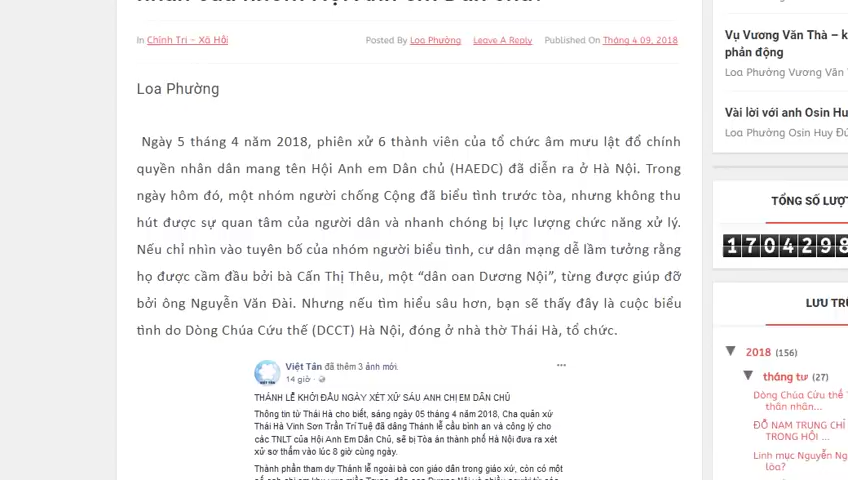 In Chính Trị - Xã Hội
Posted By Loa Phường Leave A Reply Published On Tháng 4 09, 2018
Loa Phường
Ngày 5 tháng 4 năm 2018, phiên xử 6 thành viên của tổ chức âm mưu lật đổ chính
quyền nhân dân mang tên Hội Anh em Dân chủ (HAEDC) đã diễn ra ở Hà Nội. Trong
ngày hôm đó, một nhóm người chống Cộng đã biểu tình trước tòa, nhưng không thu
hút được sự quan tâm của người dân và nhanh chóng bị lực lượng chức năng xử lý.
Nếu chỉ nhìn vào tuyên bố của nhóm người biểu tình, cư dân mạng dễ lầm tưởng rằng
họ được cầm đầu bởi bà Cấn Thị Thêu, một “dân oan Dương Nội”, từng được giúp đỡ
bởi ông Nguyễn Văn Đài. Nhưng nếu tìm hiểu sâu hơn, bạn sẽ thấy đây là cuộc biểu
tình do Dòng Chúa Cứu thế (DCCT) Hà Nội, đóng ở nhà thờ Thái Hà, tổ chức.
Việt Tân đã thêm 3 ảnh mới.
14 giờ ·
THÁNH LỄ KHỞI ĐẦU NGÀY XÉT XỬ SÁU ANH CHỊ EM DÂN CHỦ
Thông tin từ Thái Hà cho biết, sáng ngày 05 tháng 4 năm 2018, Cha quản xứ
Thái Hà Vinh Sơn Trần Trí Tuệ đã dâng Thánh lễ cầu bình an và công lý cho
các TNLT của Hội Anh Em Dân Chủ, sẽ bị Tòa án thành phố Hà Nội đưa ra xét
xử sơ thẩm vào lúc 8 giờ cùng ngày.
Thành phần tham dự Thánh lễ ngoài bà con giáo dân trong giáo xứ, còn có một
Vụ Vương Văn Thà – k
phản động
Loa Phường Vương Văn T
Vài lời với anh Osin Huy
Loa Phường Osin Huy Đứ
TỔNG SỐ LƯỢT
1704298
LƯU TRỮ
2018 (156)
tháng tư (27)
Dòng Chúa Cứu thế
thân nhân...
ĐỖ NAM TRUNG CHỈ
TRONG HỘI ...
Linh mục Nguyễn Ng
lòa?